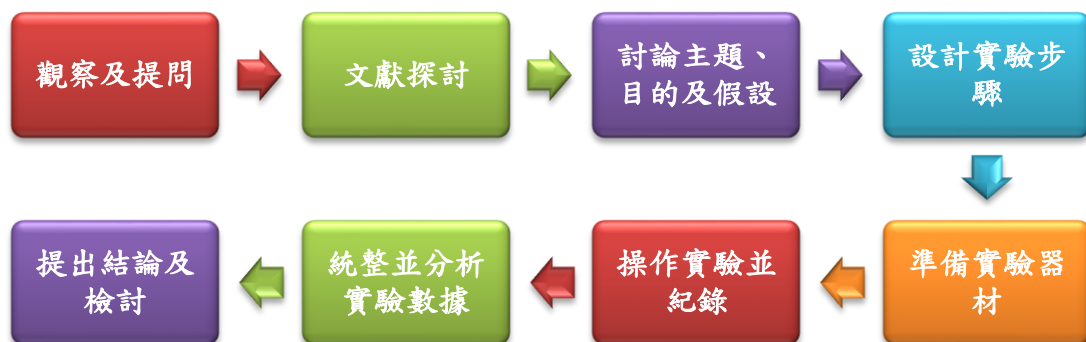 觀察及提問
文獻探討
討論主題、
目的及假設
設計實驗步
驟
準備實驗器
材
操作實驗並
紀錄
統整並分析
實驗數據
提出結論及
檢討